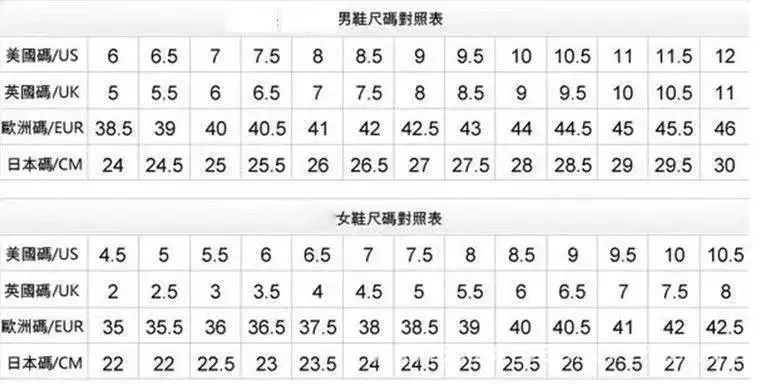 男鞋尺碼對照表
美國碼/US 6 6.5 7 7.5 8 8.5 9 9.5 10 10.5 11 11.5 12
英國碼/UK 5 5.5 6 6.5 7 7.5 8 8.5 9 9.5 10 10.5 11
歐洲碼/EUR 38.5 39 40 40.5 41 42 42.5 43 44 44.5 45 45.5 46
日本碼/CM 24 24.5 25 25.5 26 26.5 27 27.5 28 28.5 29 29.5 30
女鞋尺碼對照表
美國碼/US 4.5 5 5.5 6 6.5 7 7.5 8 8.5 9 9.5 10 10.5
英國碼/UK 2 2.5 3 3.5 4 4.5 5 5.5 6 6.5 7 7.5 8
歐洲碼/EUR 35 35.5 36 36.5 37.5 38 38.5 39 40 40.5 41 42 42.5
日本碼/CM 22 22 22.5 23 23.5 24 24.5 25 25.5 26 26.5 27 27.5